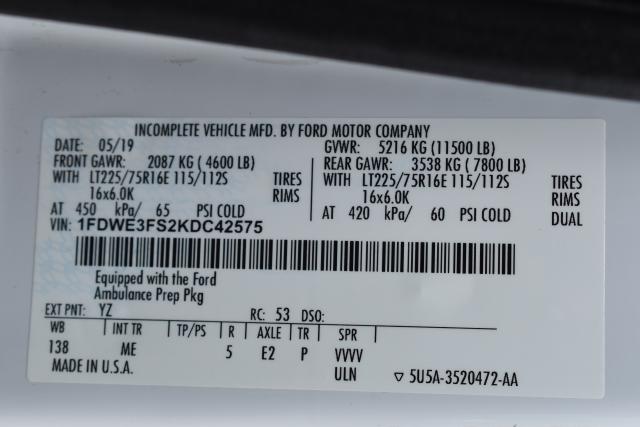 INCOMPLETE VEHICLE MFD. BY FORD MOTOR COMPANY
DATE: 05/19 GVWR: 5216 KG (11500 LB)
FRONT GAWR: 2087 KG ( 4600 LB) REAR GAWR: 3538 KG ( 7800 LB)
WITH LT225/75R16E 115/112S TIRES WITH LT225/75R16E 115/112S TIRES
16x6.0K RIMS 16x6.0K RIMS
AT 450 kPa/ 65 PSI COLD AT 420 kPa/ 60 PSI COLD DUAL
VIN: 1FDWE3FS2KDC42575
Equipped with the Ford
Ambulance Prep Pkg
EXT PNT: YZ RC: 53 DSO:
WB INT TR TP/PS R AXLE TR SPR
138 ME 5 E2 P VVVV
MADE IN U.S.A. ULN ▽ 5U5A-3520472-AA